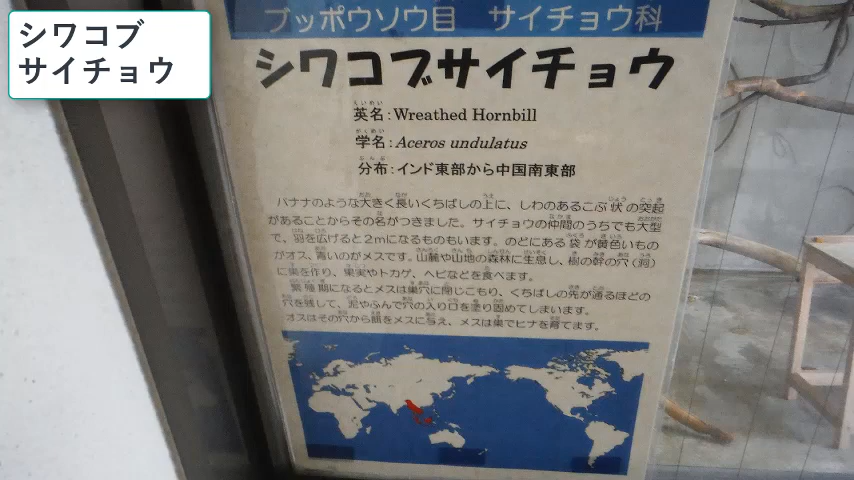 シワコブ
サイチョウ
ブッポウソウ目 サイチョウ科
シワコブサイチョウ
英名:Wreathed Hornbill
学名:Aceros undulatus
分布:インド東部から中国南東部
バナナのような大きく長いくちばしの上に、しわのあるこぶ状の突起
があることからその名がつきました。サイチョウの仲間のうちでも大型
で、羽を広げると2mになるものもいます。のどにある袋が黄色いもの
がオス、青いのがメスです。山麓や山地の森林に生息し、樹の幹の穴(洞)
に巣を作り、果実やトカゲ、ヘビなどを食べます。
繁殖期になるとメスは巣穴に閉じこもり、くちばしの先が通るほどの
穴を残して、泥やふんで穴の入り口を塗り固めてしまいます。
オスはその穴から餌をメスに与え、メスは巣でヒナを育てます。